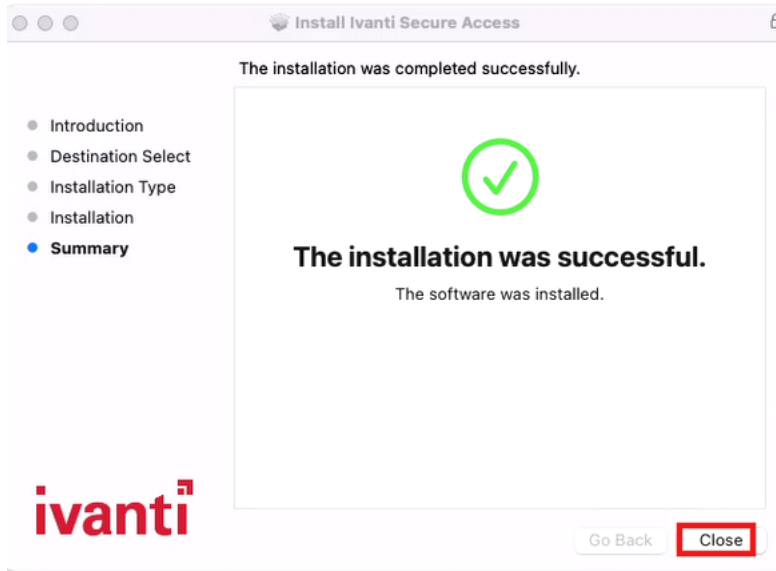 Install Ivanti Secure Access
The installation was completed successfully.
Introduction
Destination Select
Installation Type
Installation
Summary
The installation was successful.
The software was installed.
ivanti
Go Back
Close